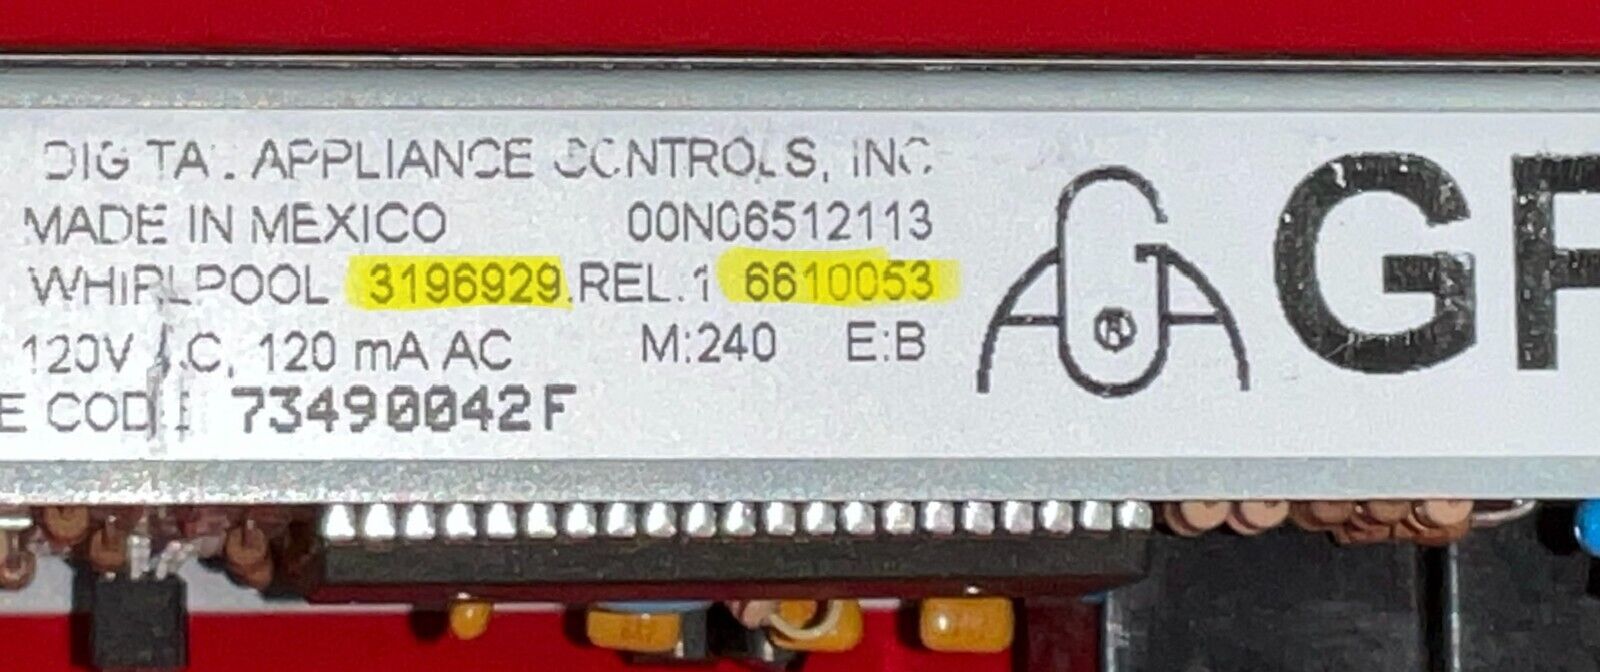 DIGITAL APPLIANCE CONTROLS, INC.
MADE IN MEXICO 00N06512113
WHIRLPOOL 3196929.REL.1 6610053
120V AC, 120 mA AC M:240 E:B
E CODE 73490042F
G
®